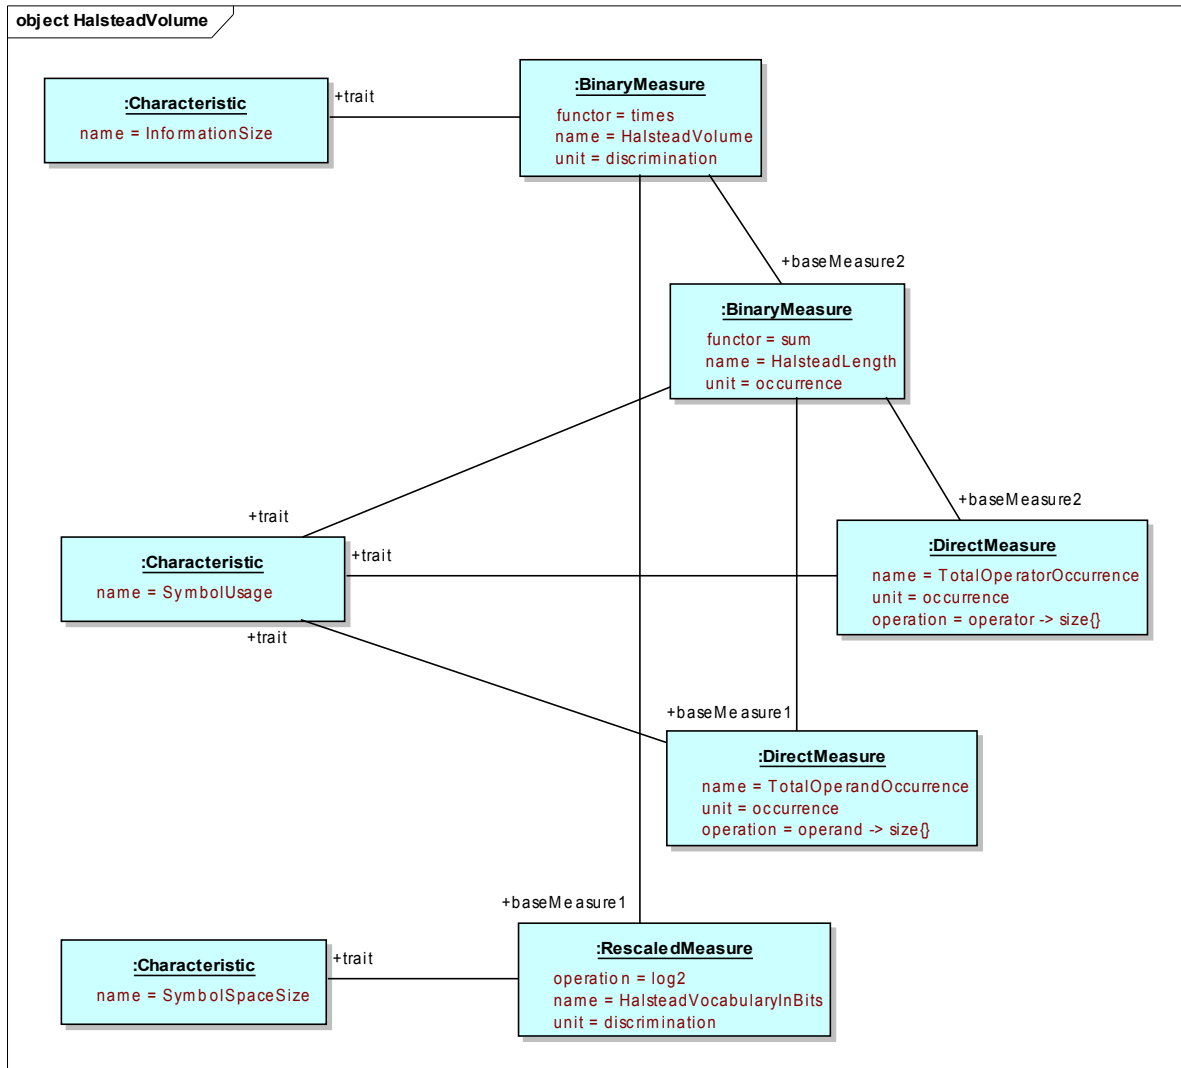 object HalsteadVolume
:Characteristic
name = InformationSize
+trait
:BinaryMeasure
functor = times
name = HalsteadVolume
unit = discrimination
+baseMeasure2
:BinaryMeasure
functor = sum
name = HalsteadLength
unit = occurrence
+trait
+baseMeasure2
:Characteristic
name = SymbolUsage
+trait
:DirectMeasure
name = TotalOperatorOccurrence
unit = occurrence
operation = operator -> size{}
+trait
+baseMeasure1
:DirectMeasure
name = TotalOperandOccurrence
unit = occurrence
operation = operand -> size{}
+baseMeasure1
:Characteristic
name = SymbolSpaceSize
+trait
:RescaledMeasure
operation = log2
name = HalsteadVocabularyInBits
unit = discrimination